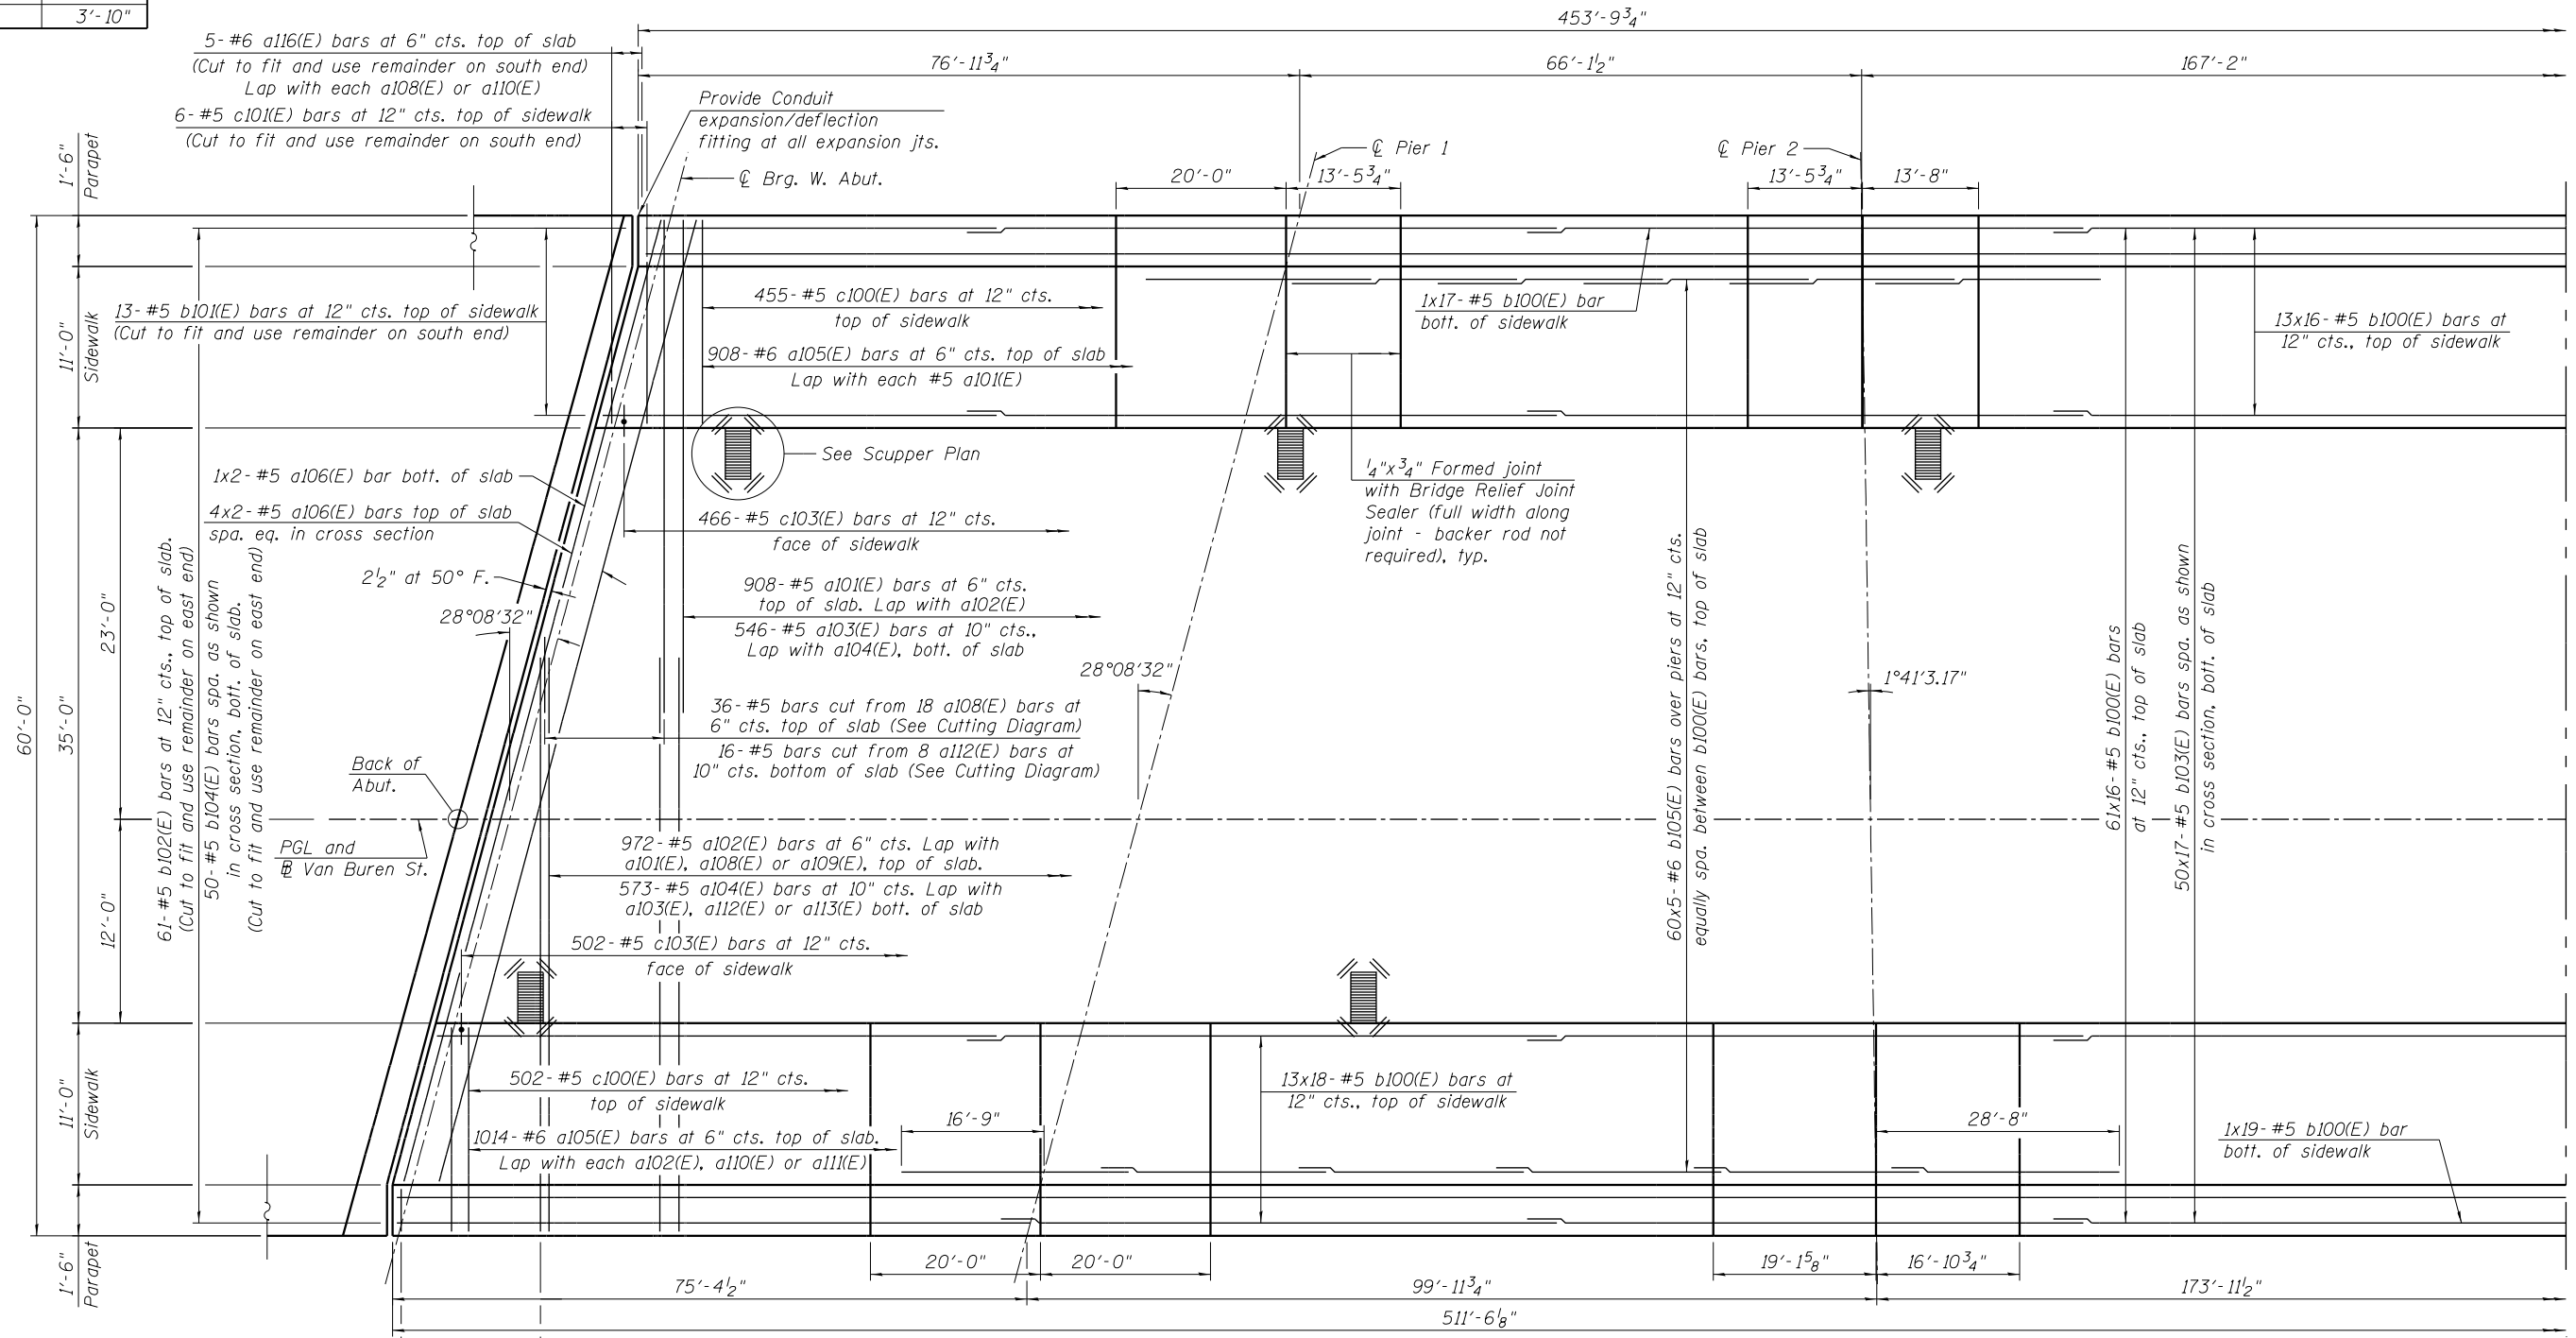 3'-10"
453'-9 3/4"
5-#6 a116(E) bars at 6" cts. top of slab
(Cut to fit and use remainder on south end)
Lap with each a108(E) or a110(E)
6-#5 c101(E) bars at 12" cts. top of sidewalk
(Cut to fit and use remainder on south end)
76'-11 3/4"
66'-1 1/2"
167'-2"
Provide Conduit
expansion/deflection
fitting at all expansion jts.
℄ Brg. W. Abut.
℄ Pier 1
℄ Pier 2
20'-0"
13'-5 3/4"
13'-5 3/4"
13'-8"
1'-6"
Parapet
11'-0"
Sidewalk
13-#5 b101(E) bars at 12" cts. top of sidewalk
(Cut to fit and use remainder on south end)
455-#5 c100(E) bars at 12" cts.
top of sidewalk
908-#6 a105(E) bars at 6" cts. top of slab
Lap with each #5 a101(E)
1x17-#5 b100(E) bar
bott. of sidewalk
13x16-#5 b100(E) bars at
12" cts., top of sidewalk
See Scupper Plan
1/4"x3/4" Formed joint
with Bridge Relief Joint
Sealer (full width along
joint - backer rod not
required), typ.
1x2-#5 a106(E) bar bott. of slab
4x2-#5 a106(E) bars top of slab
spa. eq. in cross section
2 1/2" at 50° F.
28°08'32"
466-#5 c103(E) bars at 12" cts.
face of sidewalk
908-#5 a101(E) bars at 6" cts.
top of slab. Lap with a102(E)
546-#5 a103(E) bars at 10" cts.,
Lap with a104(E), bott. of slab
28°08'32"
1°41'3.17"
36-#5 bars cut from 18 a108(E) bars at
6" cts. top of slab (See Cutting Diagram)
16-#5 bars cut from 8 a112(E) bars at
10" cts. bottom of slab (See Cutting Diagram)
60'-0"
35'-0"
23'-0"
12'-0"
61-#5 b102(E) bars at 12" cts., top of slab.
(Cut to fit and use remainder on east end)
50-#5 b104(E) bars spa. as shown
in cross section, bott. of slab.
(Cut to fit and use remainder on east end)
60x5-#6 b105(E) bars over piers at 12" cts.
equally spa. between b100(E) bars, top of slab
61x16-#5 b100(E) bars
at 12" cts., top of slab
50x17-#5 b103(E) bars spa. as shown
in cross section, bott. of slab
Back of
Abut.
PGL and
℄ Van Buren St.
972-#5 a102(E) bars at 6" cts. Lap with
a101(E), a108(E) or a109(E), top of slab.
573-#5 a104(E) bars at 10" cts. Lap with
a103(E), a112(E) or a113(E) bott. of slab
502-#5 c103(E) bars at 12" cts.
face of sidewalk
11'-0"
Sidewalk
502-#5 c100(E) bars at 12" cts.
top of sidewalk
1014-#6 a105(E) bars at 6" cts. top of slab.
Lap with each a102(E), a110(E) or a111(E)
16'-9"
13x18-#5 b100(E) bars at
12" cts., top of sidewalk
28'-8"
1x19-#5 b100(E) bar
bott. of sidewalk
1'-6"
Parapet
20'-0"
20'-0"
19'-1 5/8"
16'-10 3/4"
75'-4 1/2"
99'-11 3/4"
173'-11 1/2"
511'-6 1/8"